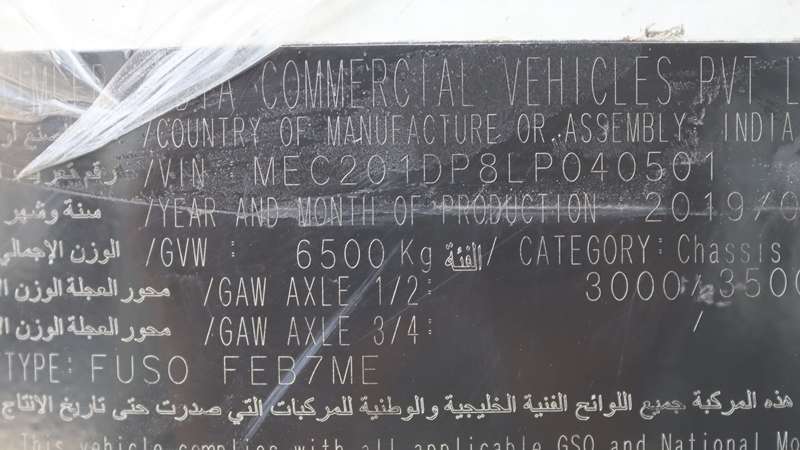 COMMERCIAL VEHICLES PVT
/COUNTRY OF MANUFACTURE OR ASSEMBLY: INDIA
/VIN MEC201DP8LP040501
سنة وشهر /YEAR AND MONTH OF PRODUCTION : 2019/0
الوزن الإجمالي /GVW : 6500 Kg الفئة/ CATEGORY: Chassis
محور العجلة الوزن /GAW AXLE 1/2: 3000/3500
محور العجلة الوزن /GAW AXLE 3/4: /
TYPE: FUSO FEB7ME
هذه المركبة جميع اللوائح الفنية الخليجية والوطنية للمركبات التي صدرت حتى تاريخ الانتاج
This vehicle complies with all applicable GSO and National Mo